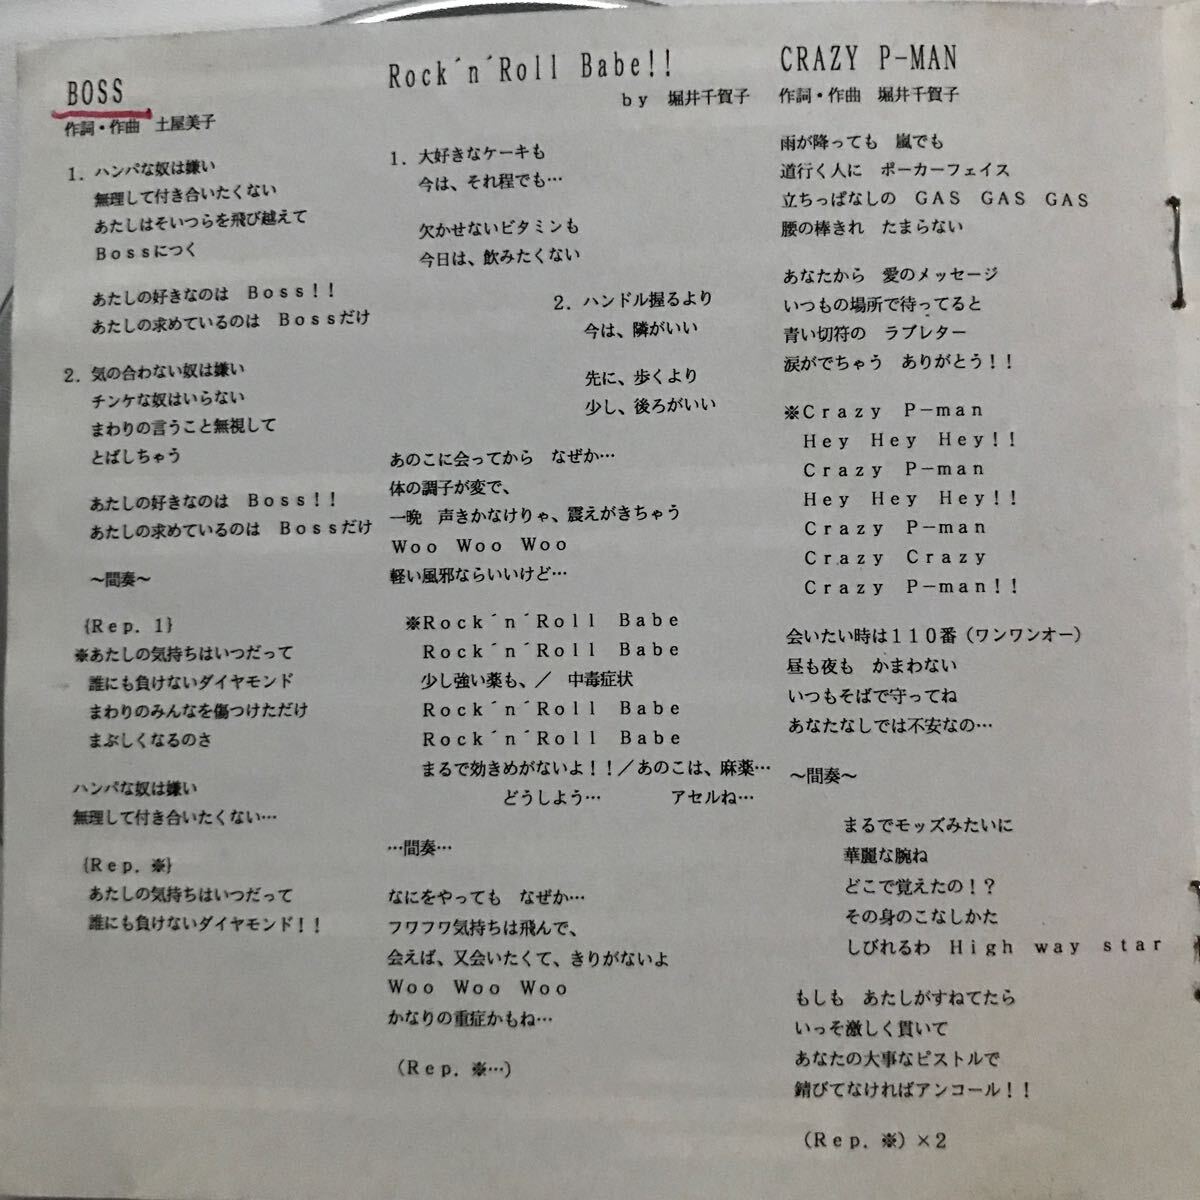 BOSS
作詞・作曲　土屋美子
1．ハンパな奴は嫌い
無理して付き合いたくない
あたしはそいつらを飛び越えて
Bossにつく
あたしの好きなのは　Boss！！
あたしの求めているのは　Bossだけ
2．気の合わない奴は嫌い
チンケな奴はいらない
まわりの言うこと無視して
とばしちゃう
あたしの好きなのは　Boss！！
あたしの求めているのは　Bossだけ
～間奏～
{Rep．1}
※あたしの気持ちはいつだって
誰にも負けないダイヤモンド
まわりのみんなを傷つけただけ
まぶしくなるのさ
ハンパな奴は嫌い
無理して付き合いたくない…
{Rep．※}
あたしの気持ちはいつだって
誰にも負けないダイヤモンド！！
Rock´n´Roll Babe!!
by　堀井千賀子
1．大好きなケーキも
今は、それ程でも…
欠かせないビタミンも
今日は、飲みたくない
2．ハンドル握るより
今は、隣がいい
先に、歩くより
少し、後ろがいい
あのこに会ってから　なぜか…
体の調子が変で、
一晩　声きかなけりゃ、震えがきちゃう
Woo　Woo　Woo
軽い風邪ならいいけど…
※Rock´n´Roll　Babe
Rock´n´Roll　Babe
少し強い薬も、／　中毒症状
Rock´n´Roll　Babe
Rock´n´Roll　Babe
まるで効きめがないよ！！／あのこは、麻薬…
どうしよう…　アセルね…
…間奏…
なにをやっても　なぜか…
フワフワ気持ちは飛んで、
会えば、又会いたくて、きりがないよ
Woo　Woo　Woo
かなりの重症かもね…
（Rep．※…）
CRAZY P-MAN
作詞・作曲　堀井千賀子
雨が降っても　嵐でも
道行く人に　ポーカーフェイス
立ちっぱなしの　GAS　GAS　GAS
腰の棒きれ　たまらない
あなたから　愛のメッセージ
いつもの場所で待ってると
青い切符の　ラブレター
涙がでちゃう　ありがとう！！
※Crazy　P－man
Hey　Hey　Hey！！
Crazy　P－man
Hey　Hey　Hey！！
Crazy　P－man
Crazy　Crazy
Crazy　P－man！！
会いたい時は110番（ワンワンオー）
昼も夜も　かまわない
いつもそばで守ってね
あなたなしでは不安なの…
～間奏～
まるでモッズみたいに
華麗な腕ね
どこで覚えたの！？
その身のこなしかた
しびれるわ　High　way　star
もしも　あたしがすねてたら
いっそ激しく貫いて
あなたの大事なピストルで
錆びてなければアンコール！！
（Rep．※）×2